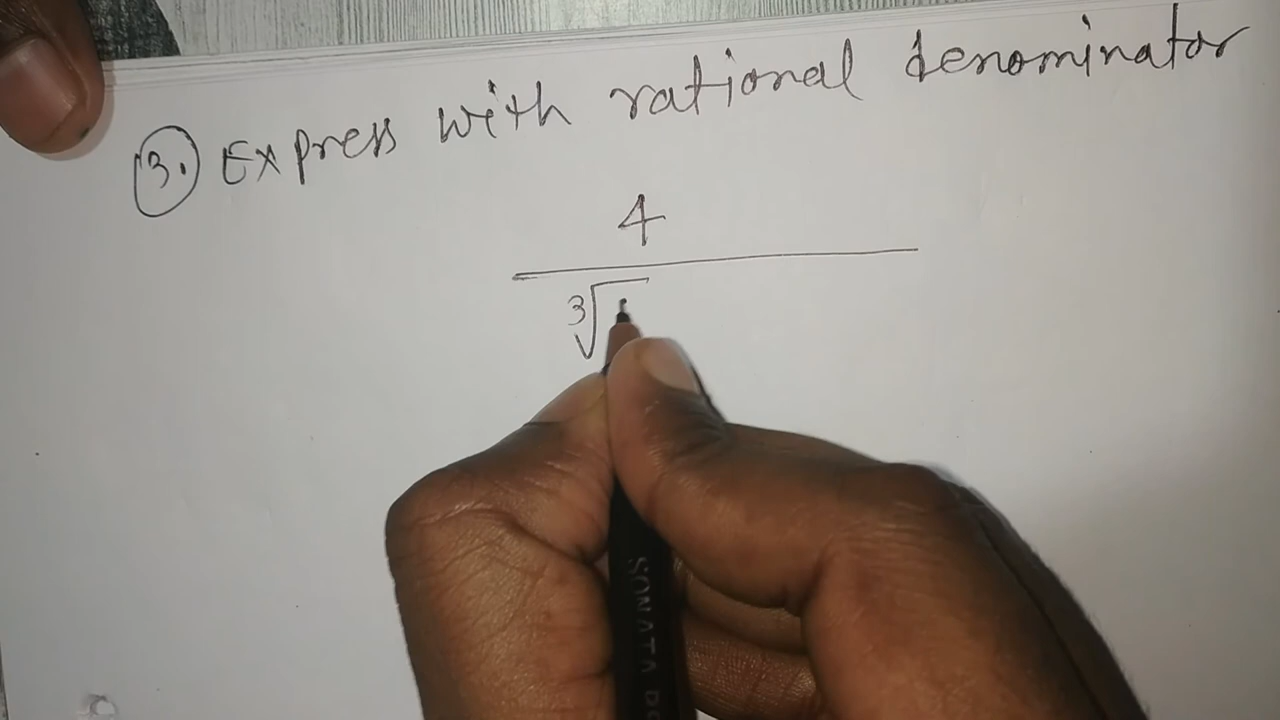 3. Express with rational denominator
4
3√
SONATA